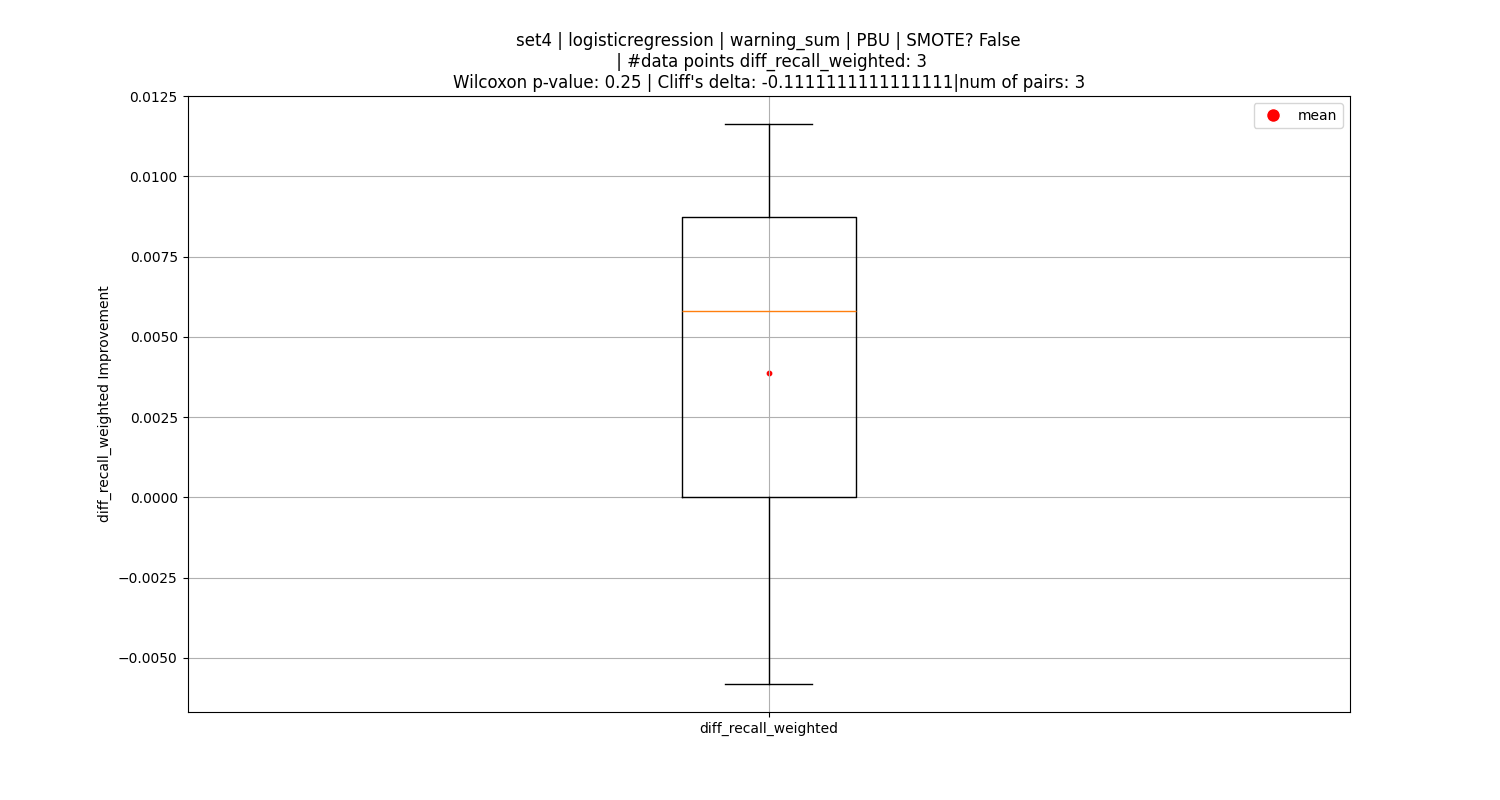 set4 | logisticregression | warning_sum | PBU | SMOTE? False
| #data points diff_recall_weighted: 3
Wilcoxon p-value: 0.25 | Cliff's delta: -0.1111111111111111|num of pairs: 3
mean
0.0125
0.0100
0.0075
0.0050
0.0025
0.0000
−0.0025
−0.0050
diff_recall_weighted Improvement
diff_recall_weighted